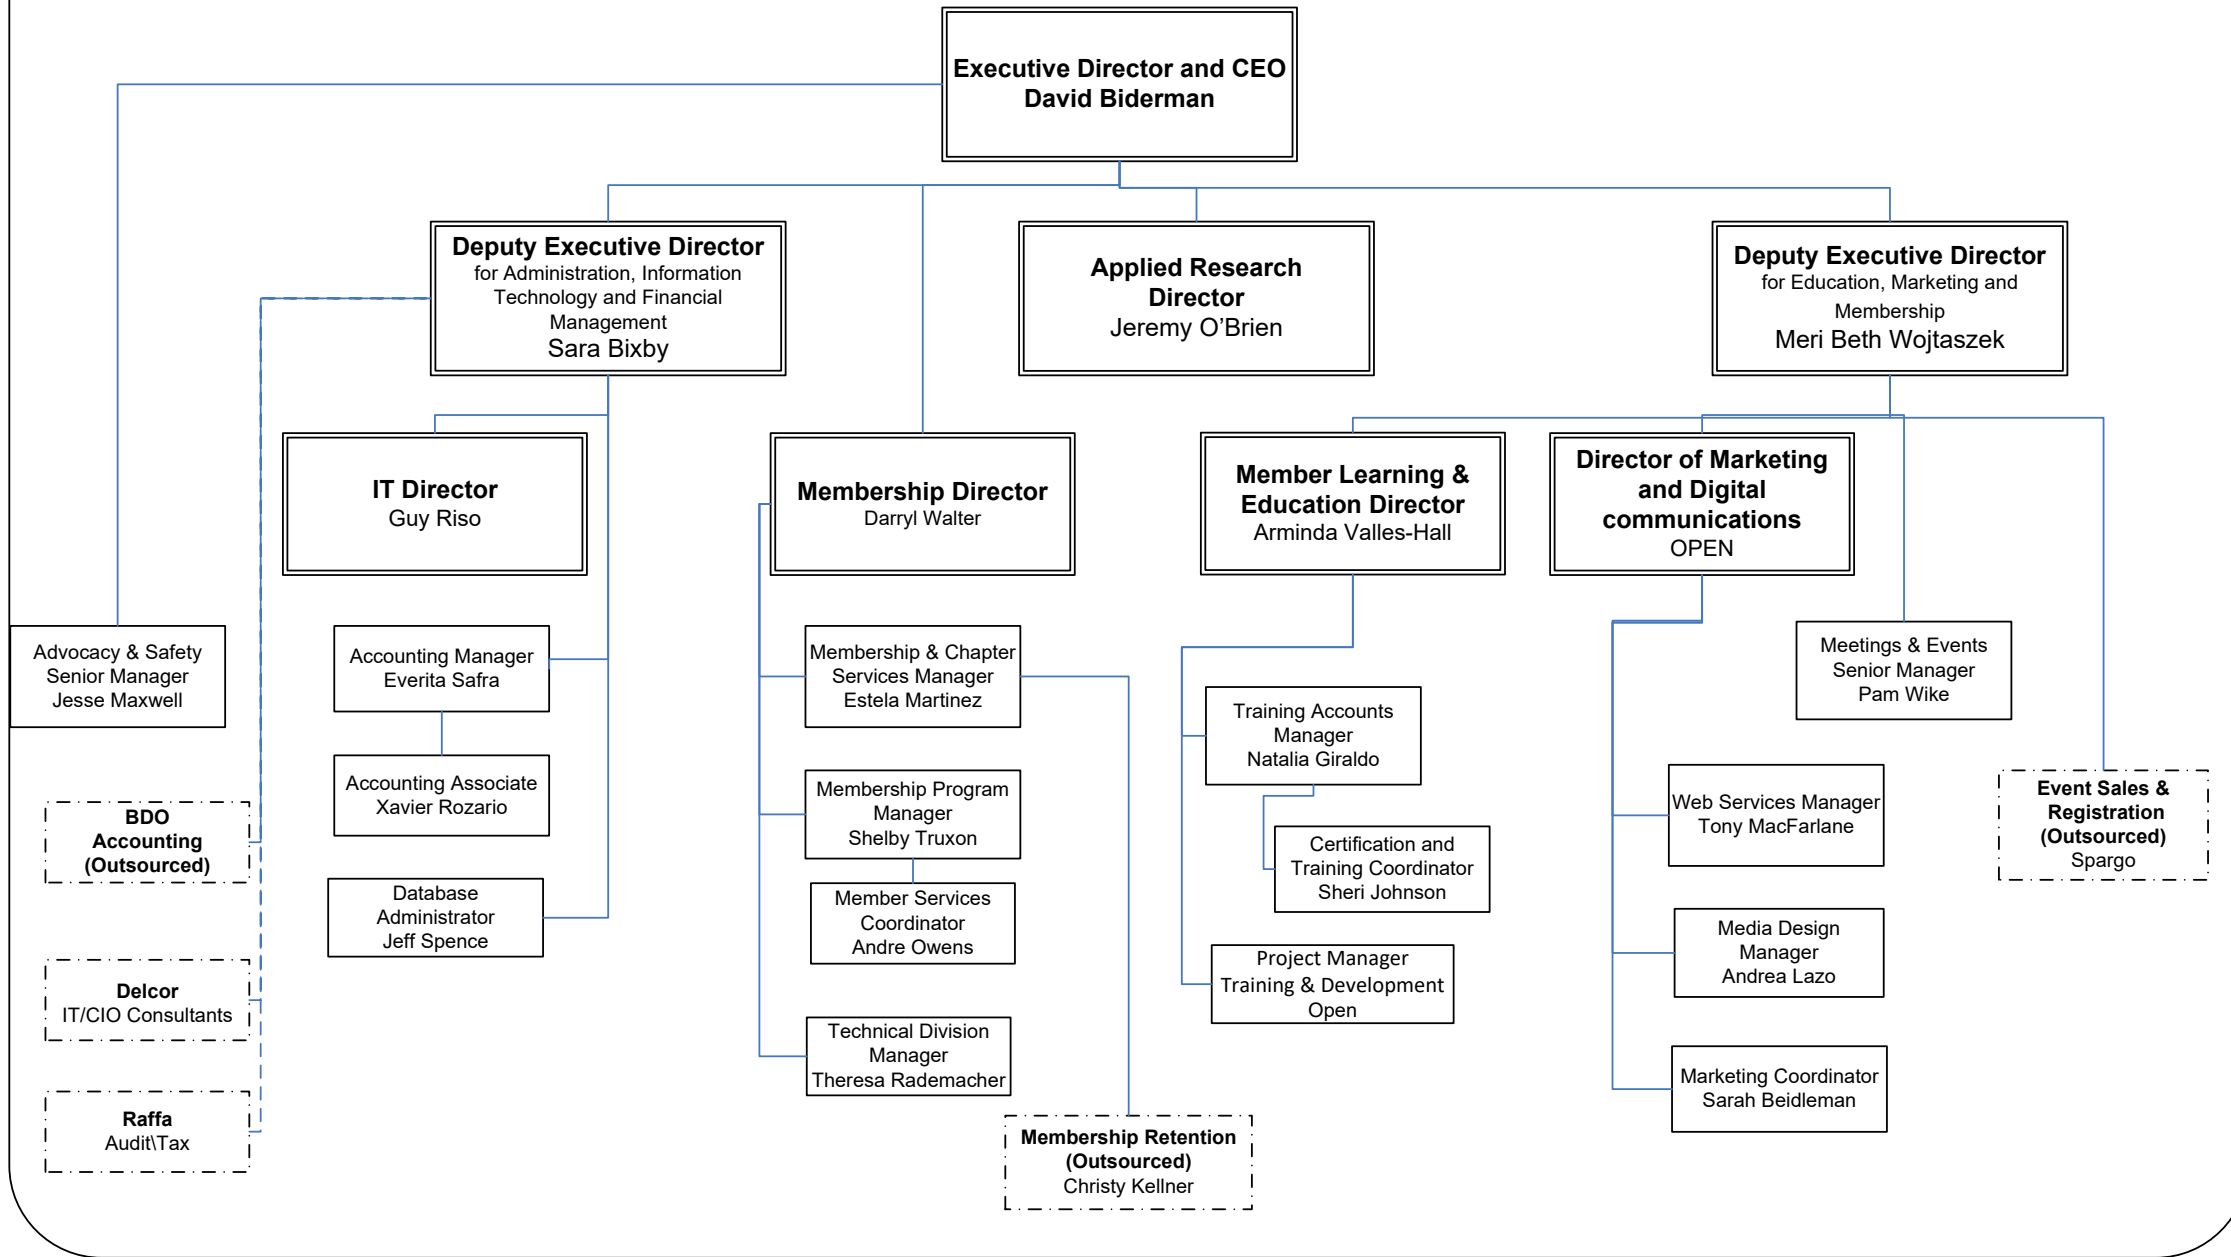 Executive Director and CEO
David Biderman
Deputy Executive Director
for Administration, Information
Technology and Financial
Management
Sara Bixby
Applied Research
Director
Jeremy O’Brien
Deputy Executive Director
for Education, Marketing and
Membership
Meri Beth Wojtaszek
IT Director
Guy Riso
Membership Director
Darryl Walter
Member Learning &
Education Director
Arminda Valles-Hall
Director of Marketing
and Digital
communications
OPEN
Advocacy & Safety
Senior Manager
Jesse Maxwell
Accounting Manager
Everita Safra
Membership & Chapter
Services Manager
Estela Martinez
Meetings & Events
Senior Manager
Pam Wike
Training Accounts
Manager
Natalia Giraldo
Accounting Associate
Xavier Rozario
Membership Program
Manager
Shelby Truxon
Web Services Manager
Tony MacFarlane
Event Sales &
Registration
(Outsourced)
Spargo
BDO
Accounting
(Outsourced)
Certification and
Training Coordinator
Sheri Johnson
Database
Administrator
Jeff Spence
Member Services
Coordinator
Andre Owens
Media Design
Manager
Andrea Lazo
Project Manager
Training & Development
Open
Delcor
IT/CIO Consultants
Technical Division
Manager
Theresa Rademacher
Marketing Coordinator
Sarah Beidleman
Raffa
Audit\Tax
Membership Retention
(Outsourced)
Christy Kellner